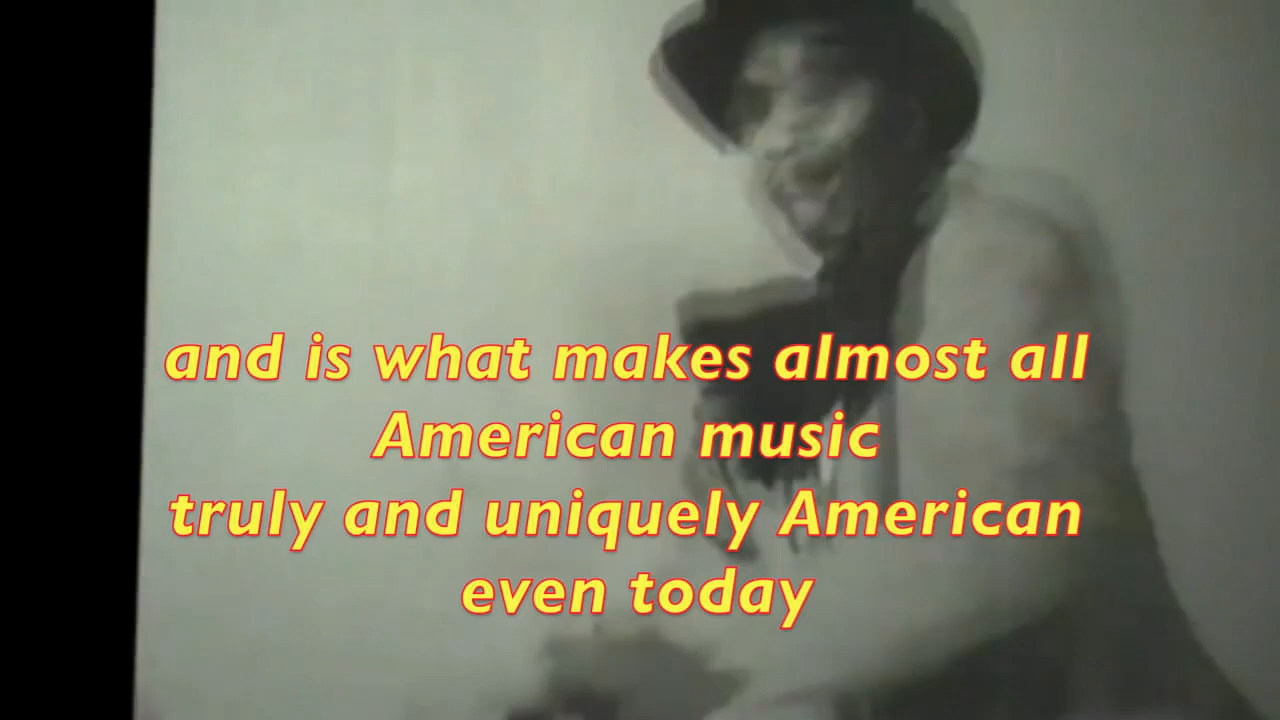 and is what makes almost all
American music
truly and uniquely American
even today